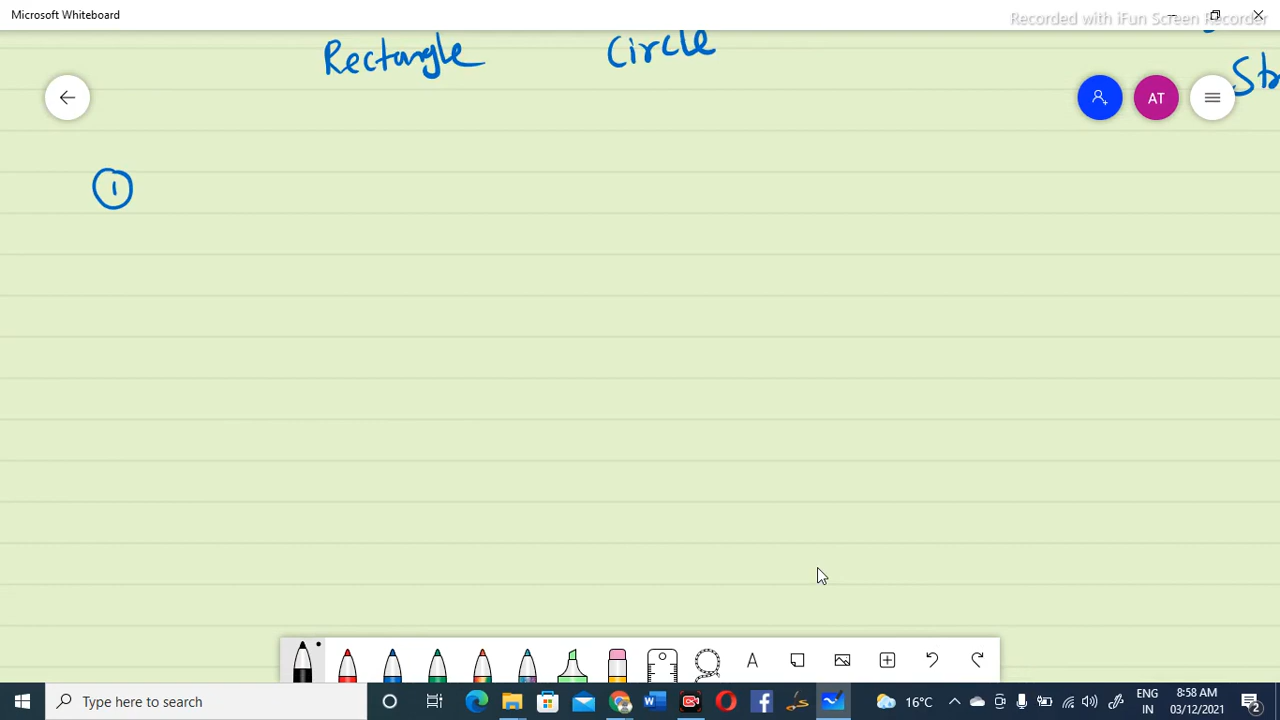 Microsoft Whiteboard
Recorded with iFun Screen Recorder
Rectangle Circle
AT
1
A
Type here to search
16°C
ENG
IN
8:58 AM
03/12/2021
2